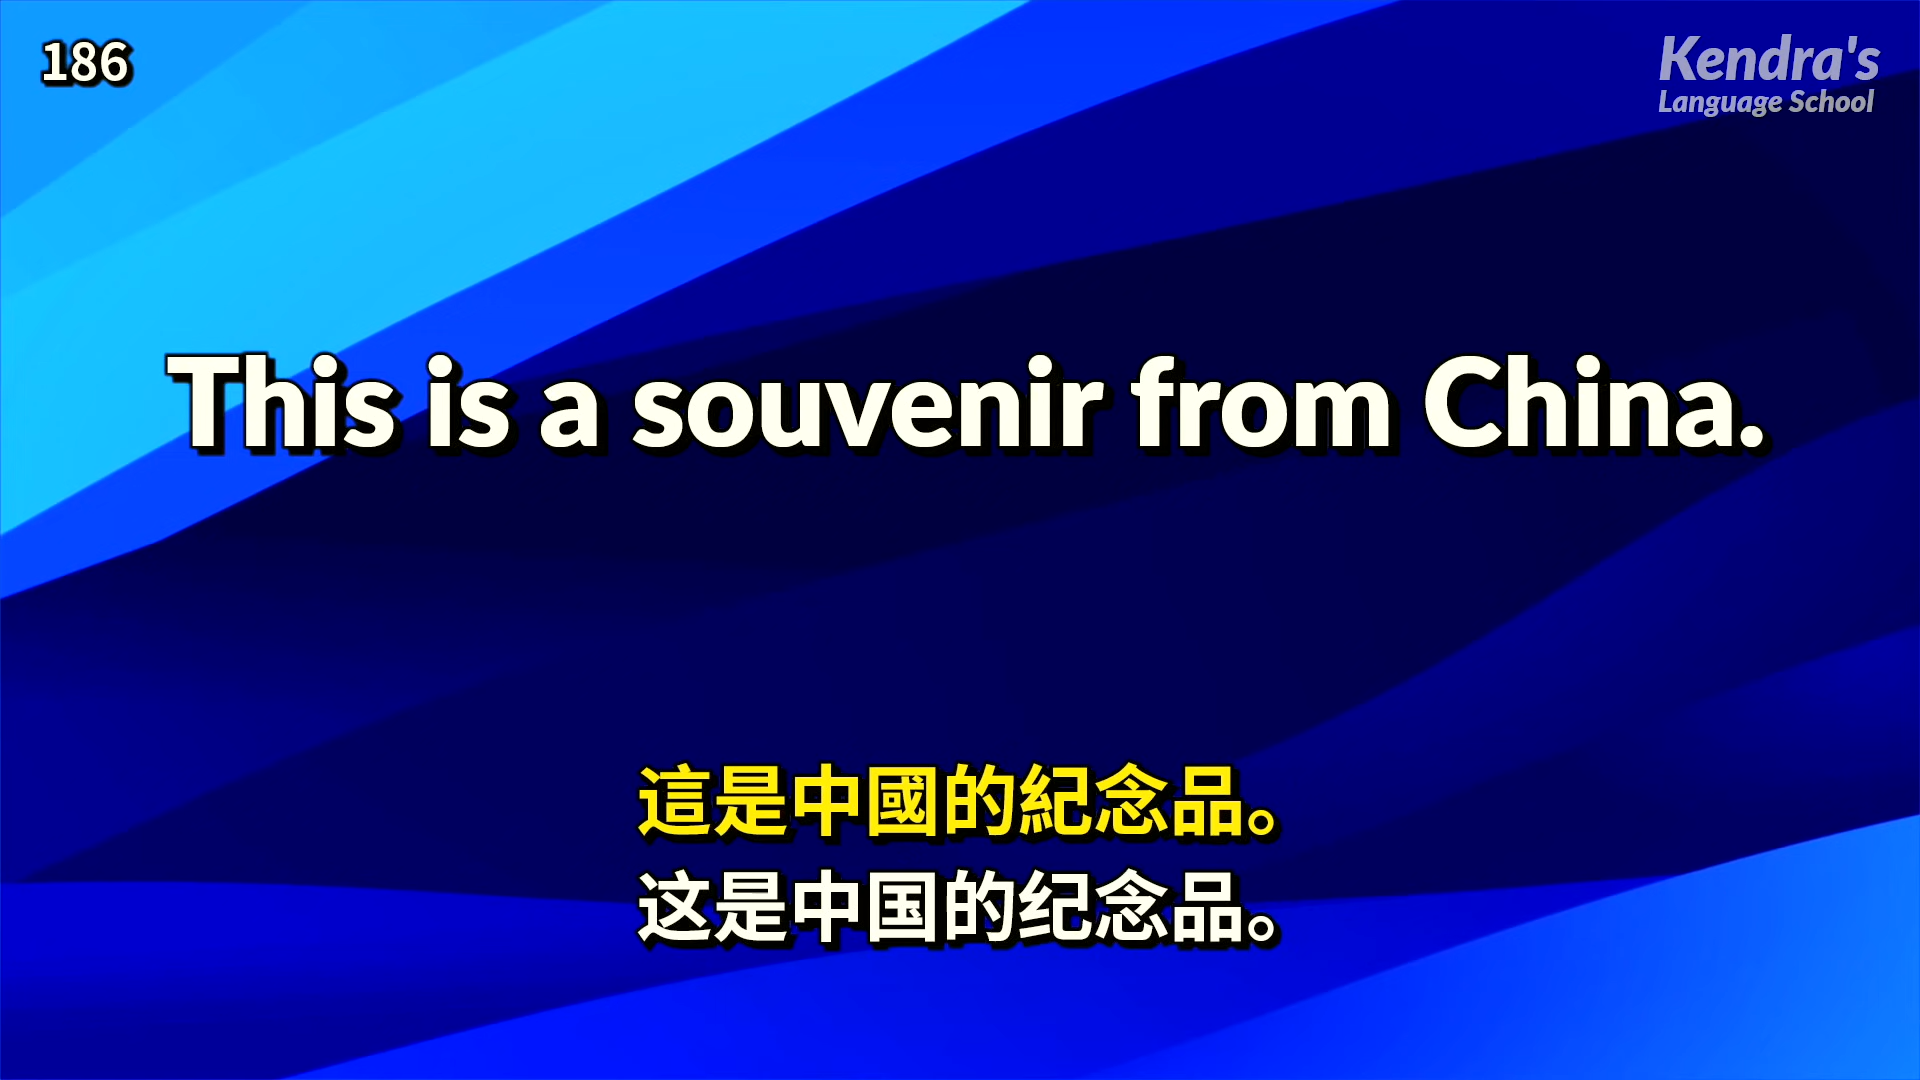 186
Kendra's
Language School
This is a souvenir from China.
這是中國的紀念品。
这是中国的纪念品。